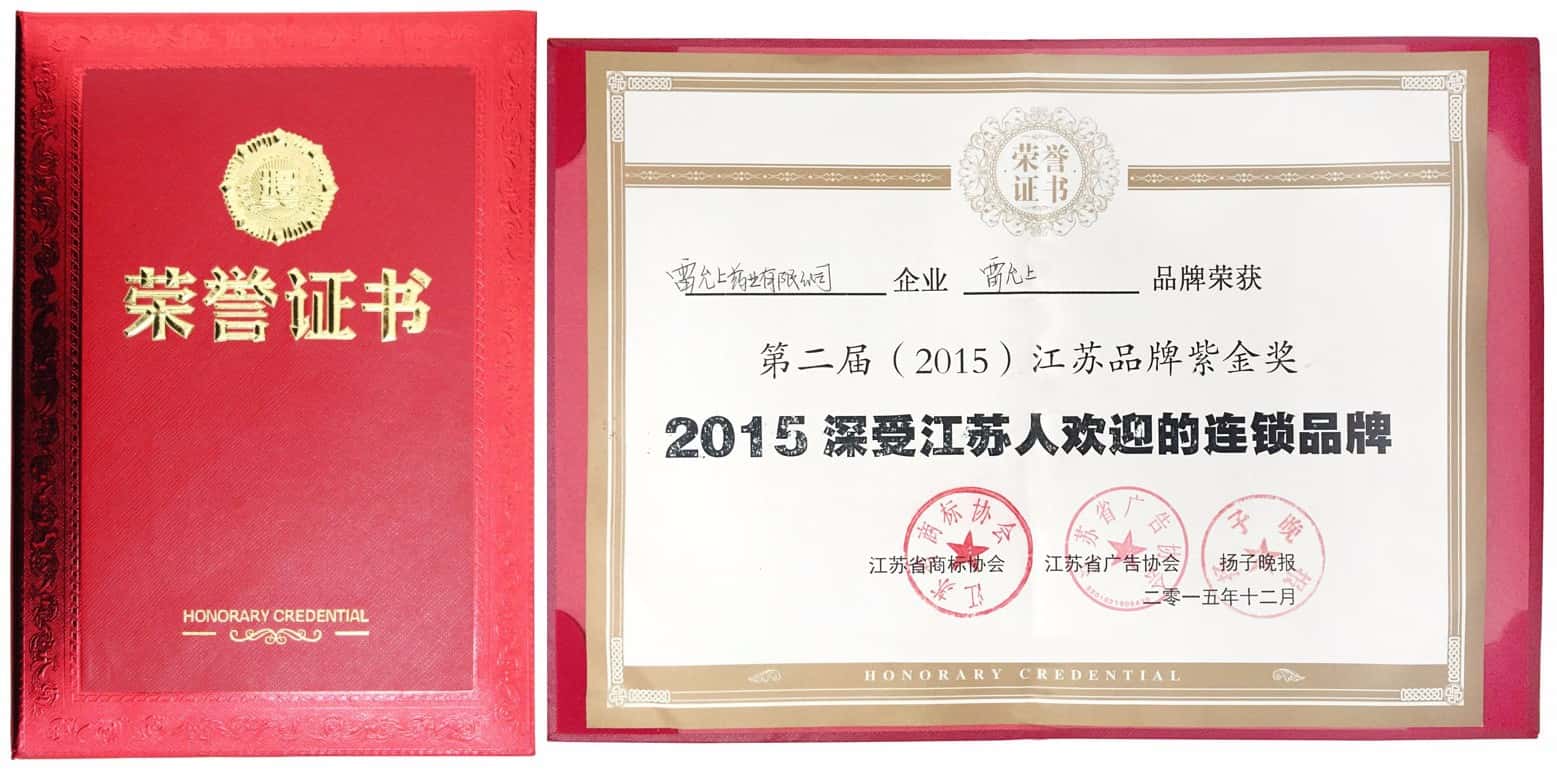 聘
荣誉证书
HONORARY CREDENTIAL
荣誉
证书
雷允上药业有限公司 企业 雷允上 品牌荣获
第二届（2015）江苏品牌紫金奖
2015 深受江苏人欢迎的连锁品牌
江苏省商标协会 江苏省广告协会 扬子晚报
二零一五年十二月
HONORARY CREDENTIAL